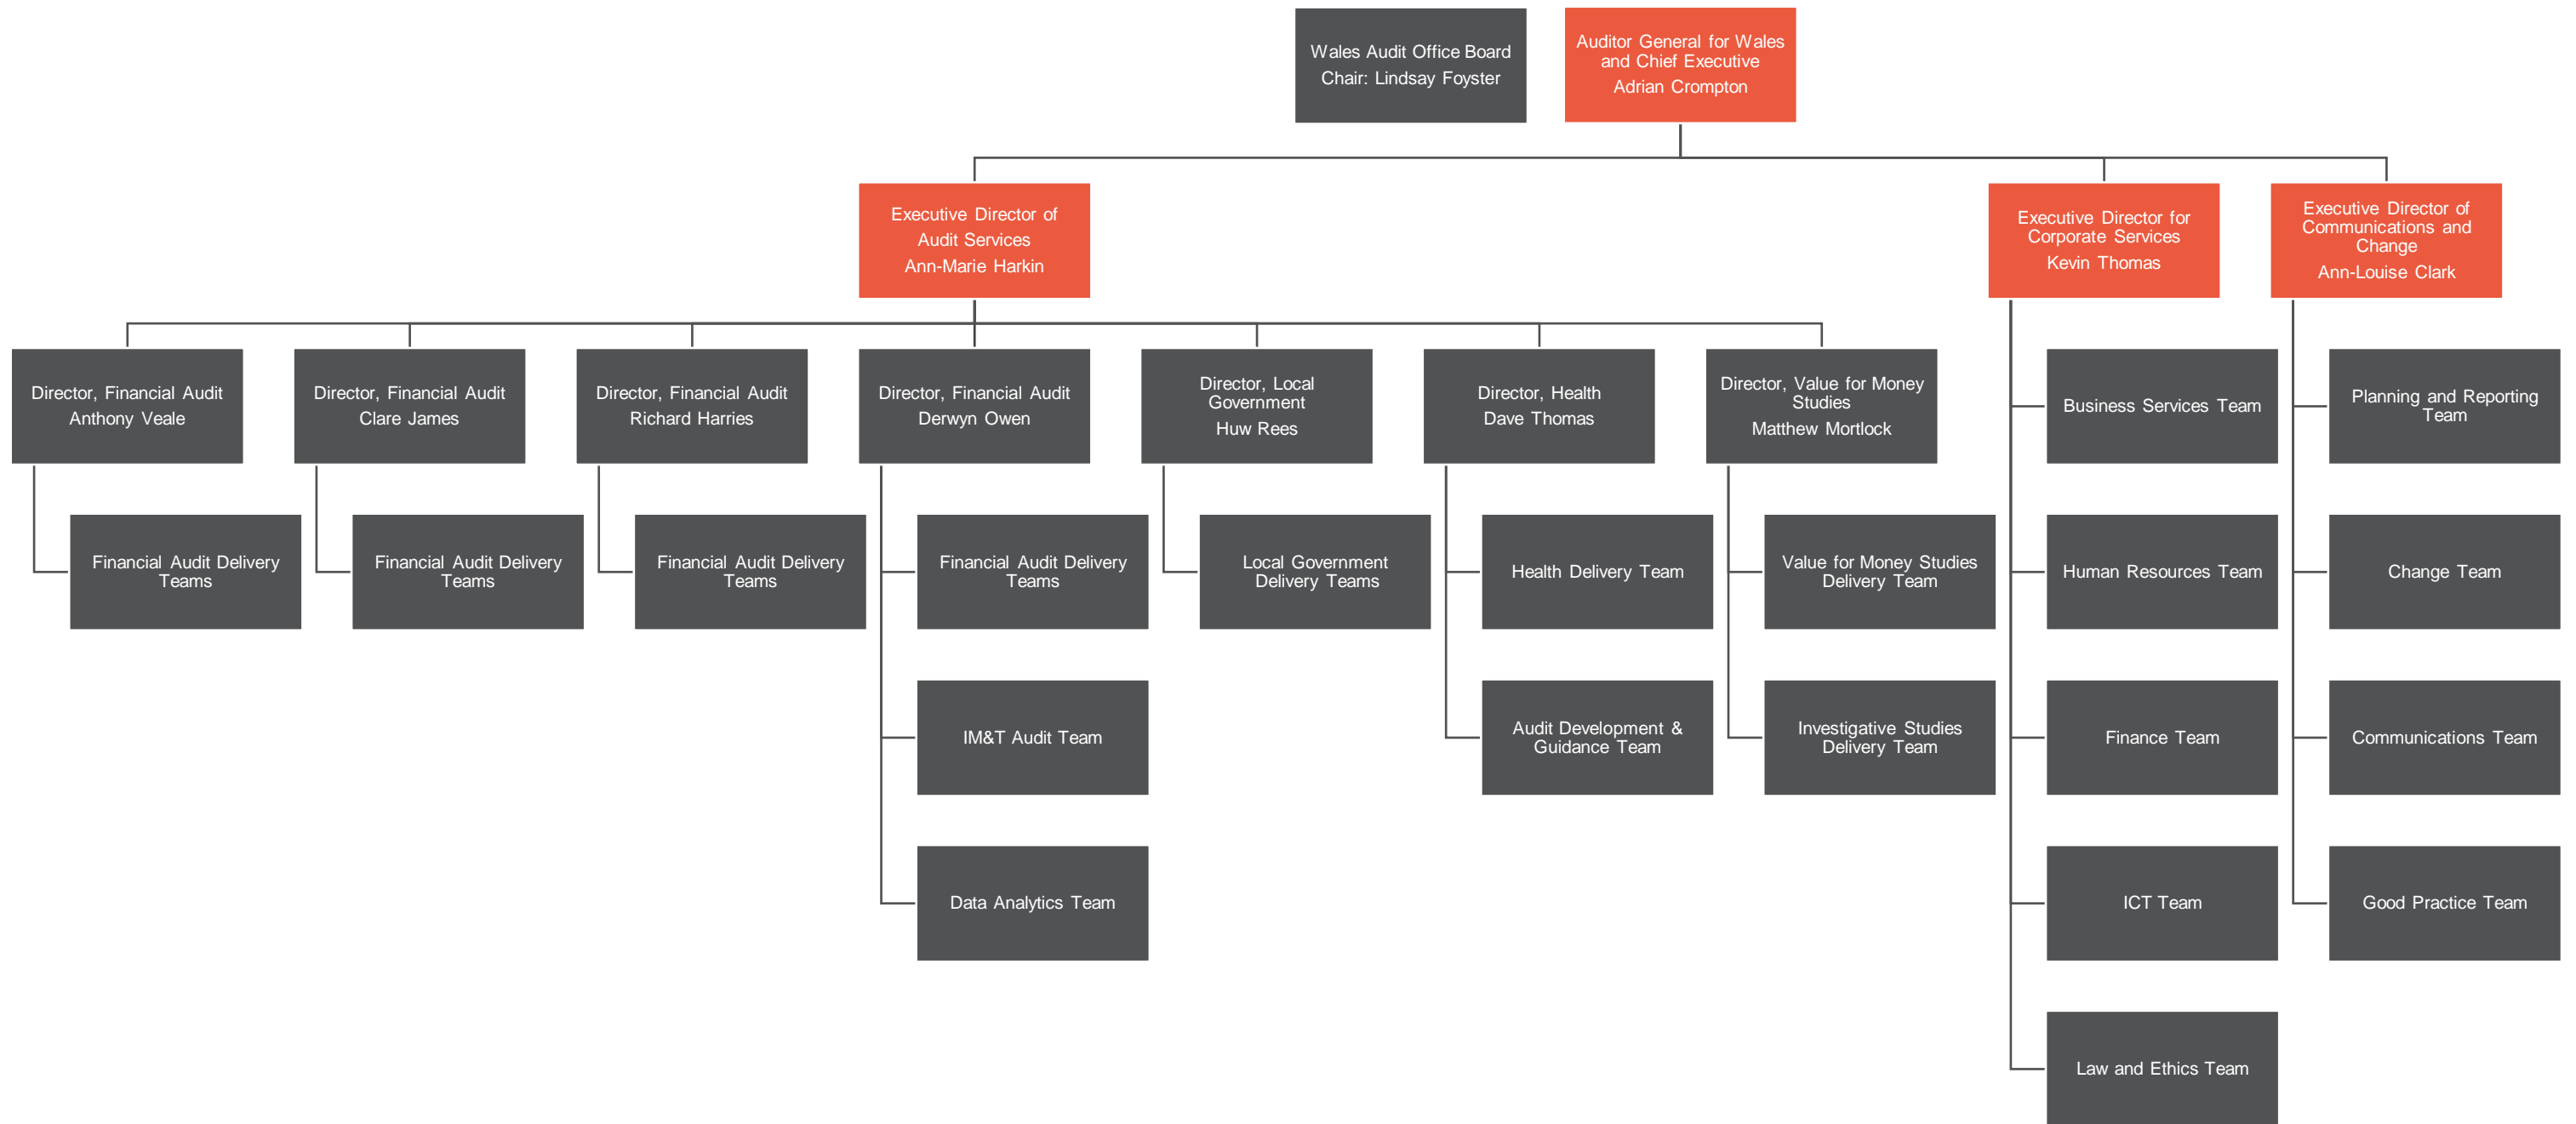 Wales Audit Office Board
Chair: Lindsay Foyster
Auditor General for Wales
and Chief Executive
Adrian Crompton
Executive Director of
Audit Services
Ann-Marie Harkin
Executive Director for
Corporate Services
Kevin Thomas
Executive Director of
Communications and
Change
Ann-Louise Clark
Director, Financial Audit
Anthony Veale
Director, Financial Audit
Clare James
Director, Financial Audit
Richard Harries
Director, Financial Audit
Derwyn Owen
Director, Local
Government
Huw Rees
Director, Health
Dave Thomas
Director, Value for Money
Studies
Matthew Mortlock
Business Services Team
Planning and Reporting
Team
Financial Audit Delivery
Teams
Financial Audit Delivery
Teams
Financial Audit Delivery
Teams
Financial Audit Delivery
Teams
Local Government
Delivery Teams
Health Delivery Team
Value for Money Studies
Delivery Team
Human Resources Team
Change Team
IM&T Audit Team
Audit Development &
Guidance Team
Investigative Studies
Delivery Team
Finance Team
Communications Team
Data Analytics Team
ICT Team
Good Practice Team
Law and Ethics Team